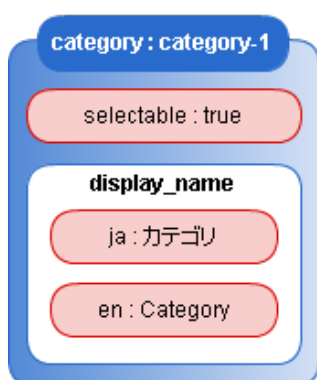 category : category-1
selectable : true
display_name
ja : カテゴリ
en : Category